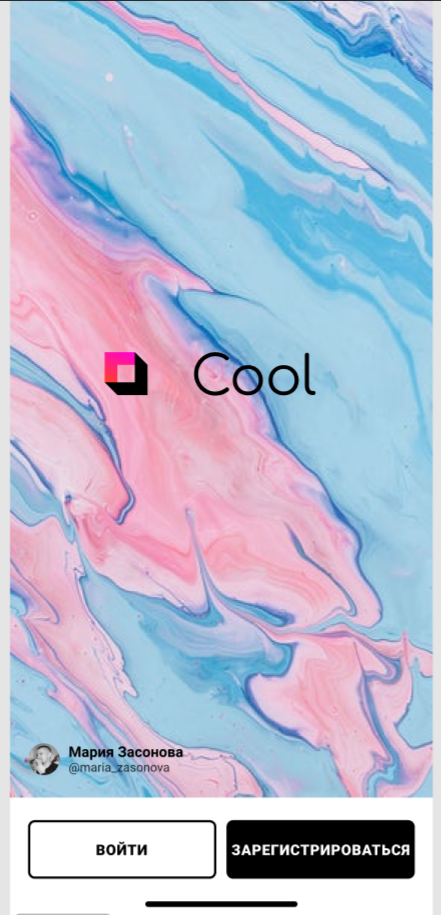 Cool
Мария Засонова
@maria_zasonova
ВОЙТИ
ЗАРЕГИСТРИРОВАТЬСЯ